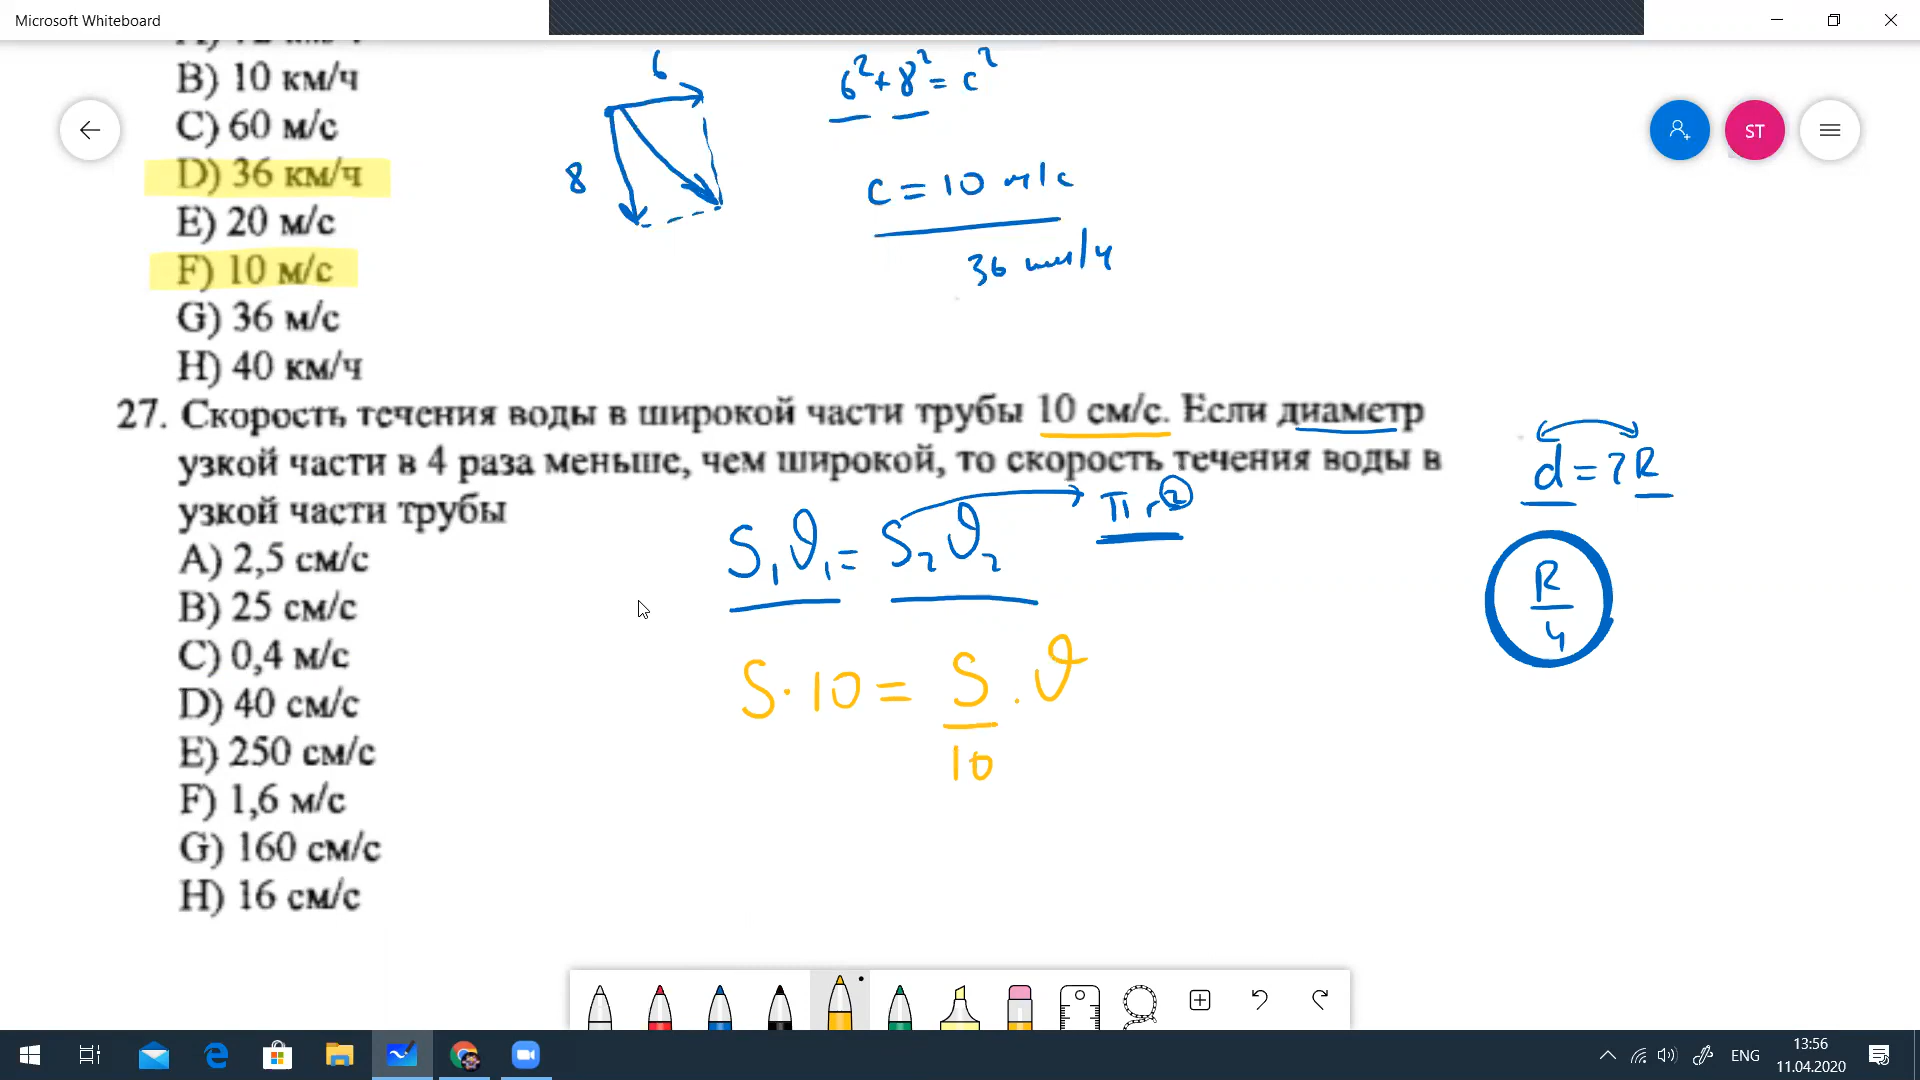 Microsoft Whiteboard
B) 10 км/ч
C) 60 м/с
D) 36 км/ч
E) 20 м/с
F) 10 м/с
G) 36 м/с
H) 40 км/ч
6
8
6² + 8² = c²
c = 10 м/с
36 км/ч
ST
27. Скорость течения воды в широкой части трубы 10 см/с. Если диаметр
узкой части в 4 раза меньше, чем широкой, то скорость течения воды в
узкой части трубы
A) 2,5 см/с
B) 25 см/с
C) 0,4 м/с
D) 40 см/с
E) 250 см/с
F) 1,6 м/с
G) 160 см/с
H) 16 см/с
S₁ϑ₁ = S₂ϑ₂
π r²
S · 10 = S/10 · ϑ
d = 2R
R/4
ENG
13:56
11.04.2020